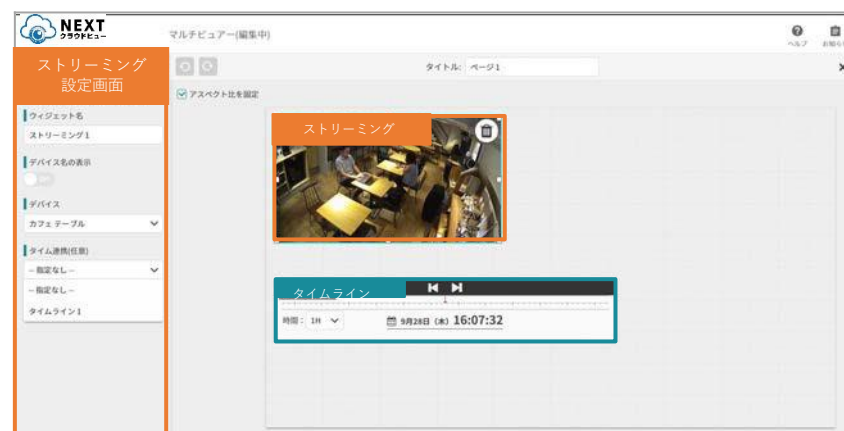 NEXT
クラウドビュー
マルチビュアー(編集中)
ヘルプ
お知らせ
ストリーミング
設定画面
タイトル: ページ1
アスペクト比を固定
ウィジェット名
ストリーミング1
デバイス名の表示
デバイス
カフェ テーブル
タイム連携(任意)
-- 指定なし --
-- 指定なし --
タイムライン1
ストリーミング
タイムライン
時間: 1H
9月28日 (木) 16:07:32